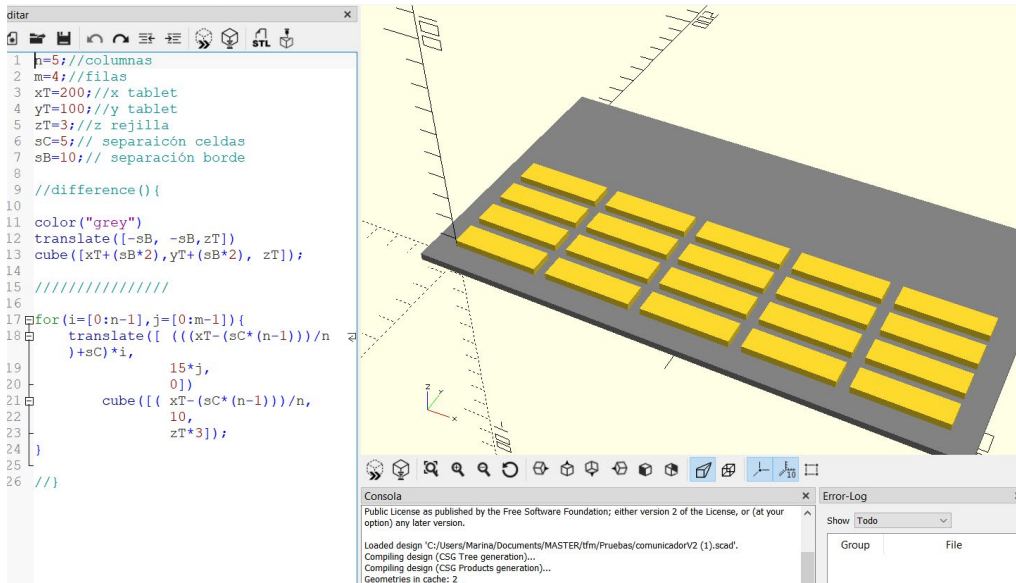 ditar
STL
1 n=5;//columnas
2 m=4;//filas
3 xT=200;//x tablet
4 yT=100;//y tablet
5 zT=3;//z rejilla
6 sC=5;// separaicón celdas
7 sB=10;// separación borde
8
9 //difference(){
10
11 color("grey")
12 translate([-sB, -sB,zT])
13 cube([xT+(sB*2),yT+(sB*2), zT]);
14
15 ////////////////
16
17 for(i=[0:n-1],j=[0:m-1]){
18 translate([ (((xT-(sC*(n-1)))/n
)+sC)*i,
19 15*j,
20 0])
21 cube([( xT-(sC*(n-1)))/n,
22 10,
23 zT*3]);
24 }
25
26 //}
z
y
x
10
Consola
Public License as published by the Free Software Foundation; either version 2 of the License, or (at your
option) any later version.
Loaded design 'C:/Users/Marina/Documents/MASTER/tfm/Pruebas/comunicadorV2 (1).scad'.
Compiling design (CSG Tree generation)...
Compiling design (CSG Products generation)...
Geometries in cache: 2
Error-Log
Show Todo
Group File